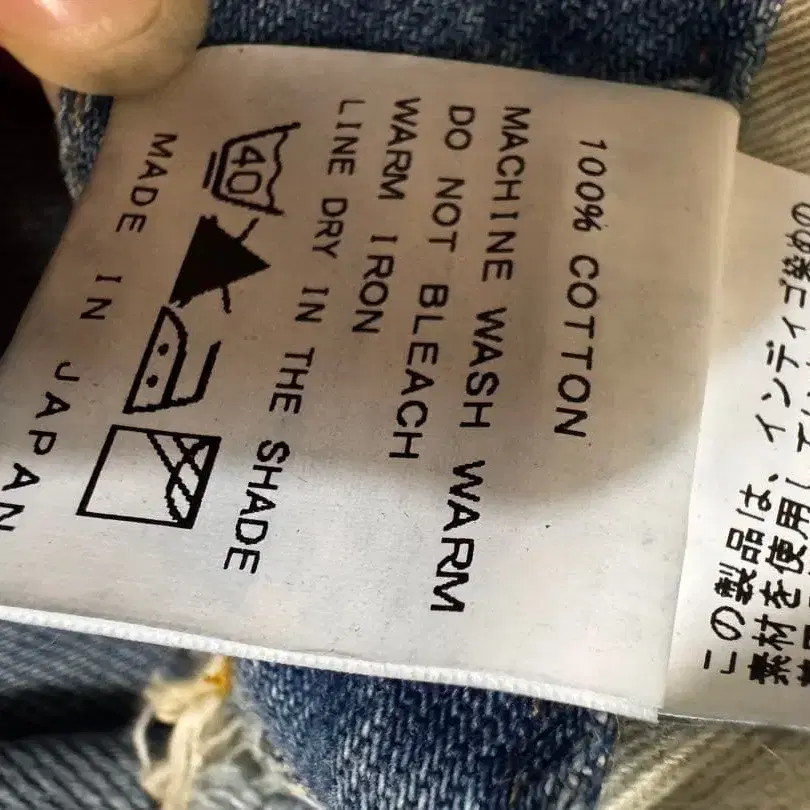 100% COTTON
MACHINE WASH WARM
DO NOT BLEACH
WARM IRON
LINE DRY IN THE SHADE
40
MADE IN JAPAN
この製品は、インディゴ染めの
素材を使用し